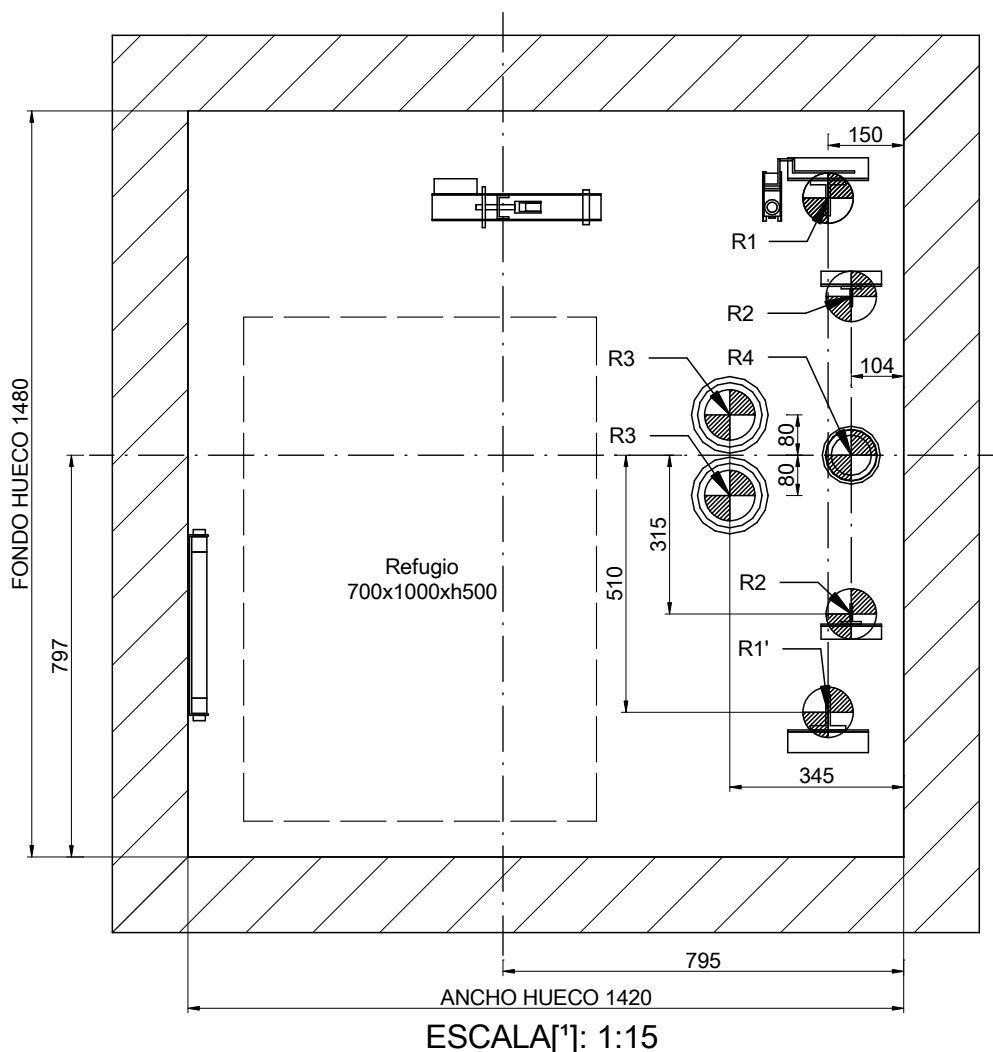 150
R1
R2
R3
R4
104
R3
80
80
FONDO HUECO 1480
315
510
Refugio
700x1000xh500
R2
797
R1'
345
795
ANCHO HUECO 1420
ESCALA[¹]: 1:15